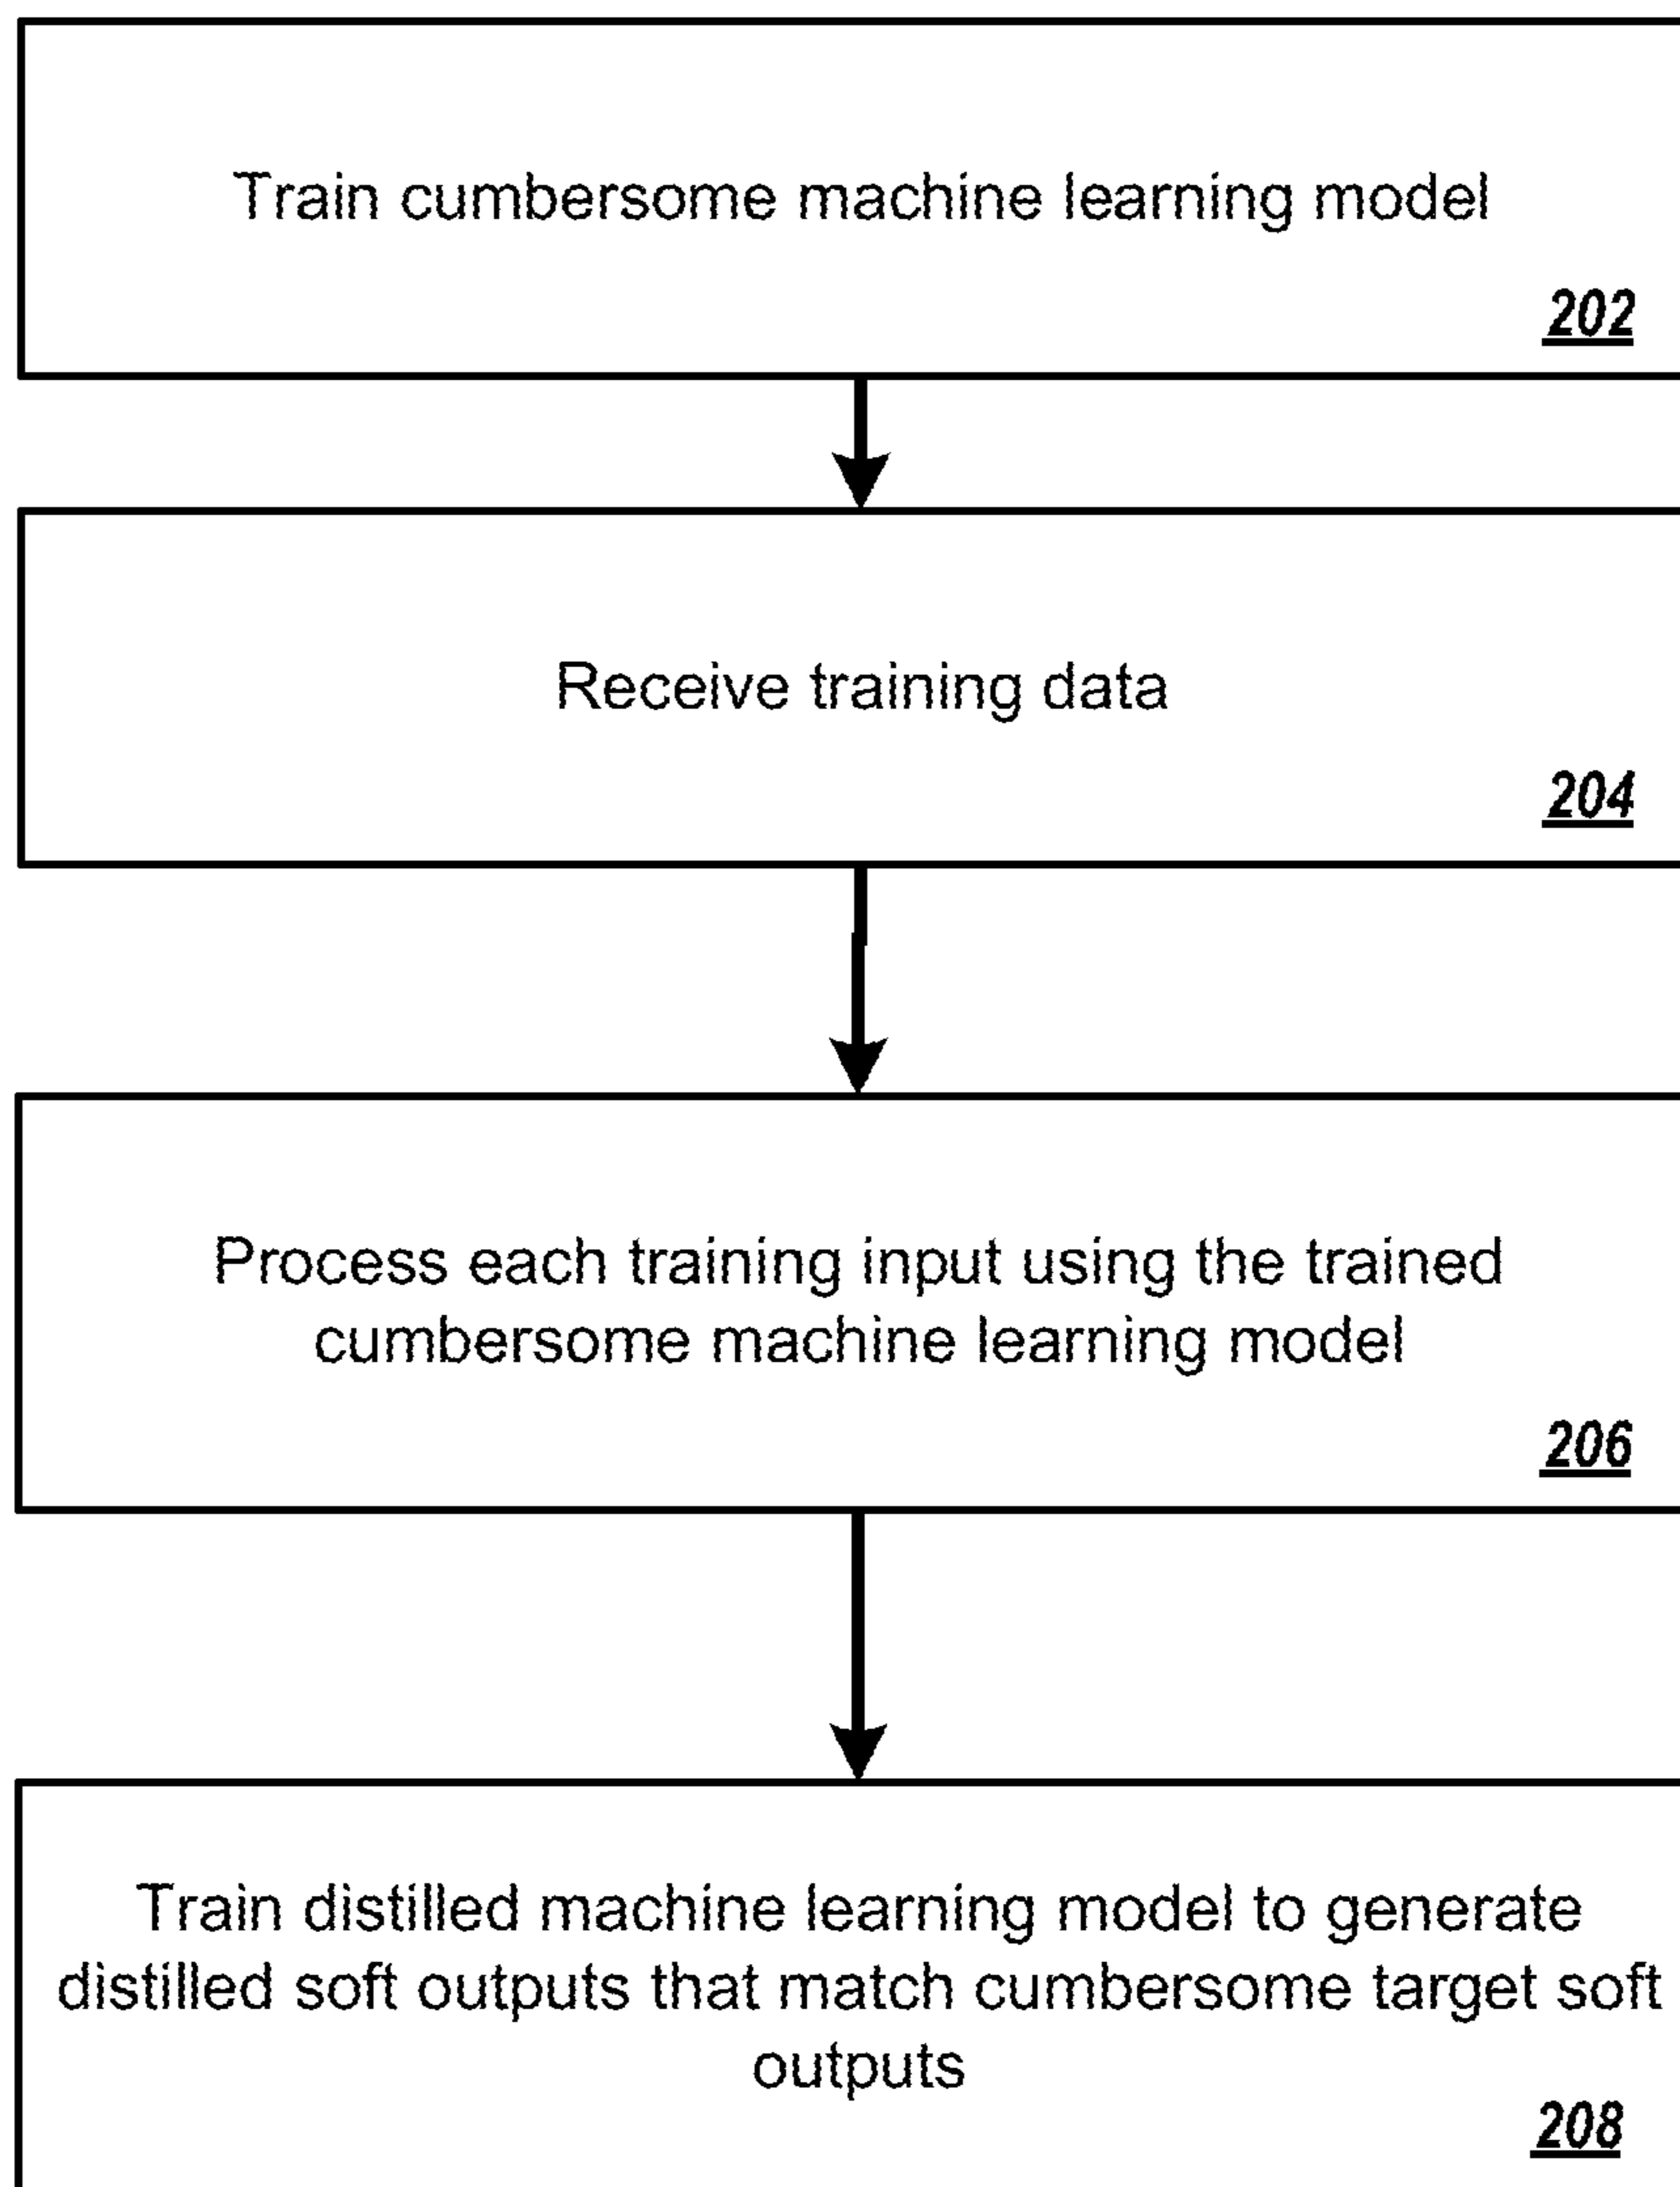 Train cumbersome machine learning model
202
Receive training data
204
Process each training input using the trained
cumbersome machine learning model
206
Train distilled machine learning model to generate
distilled soft outputs that match cumbersome target soft
outputs
208